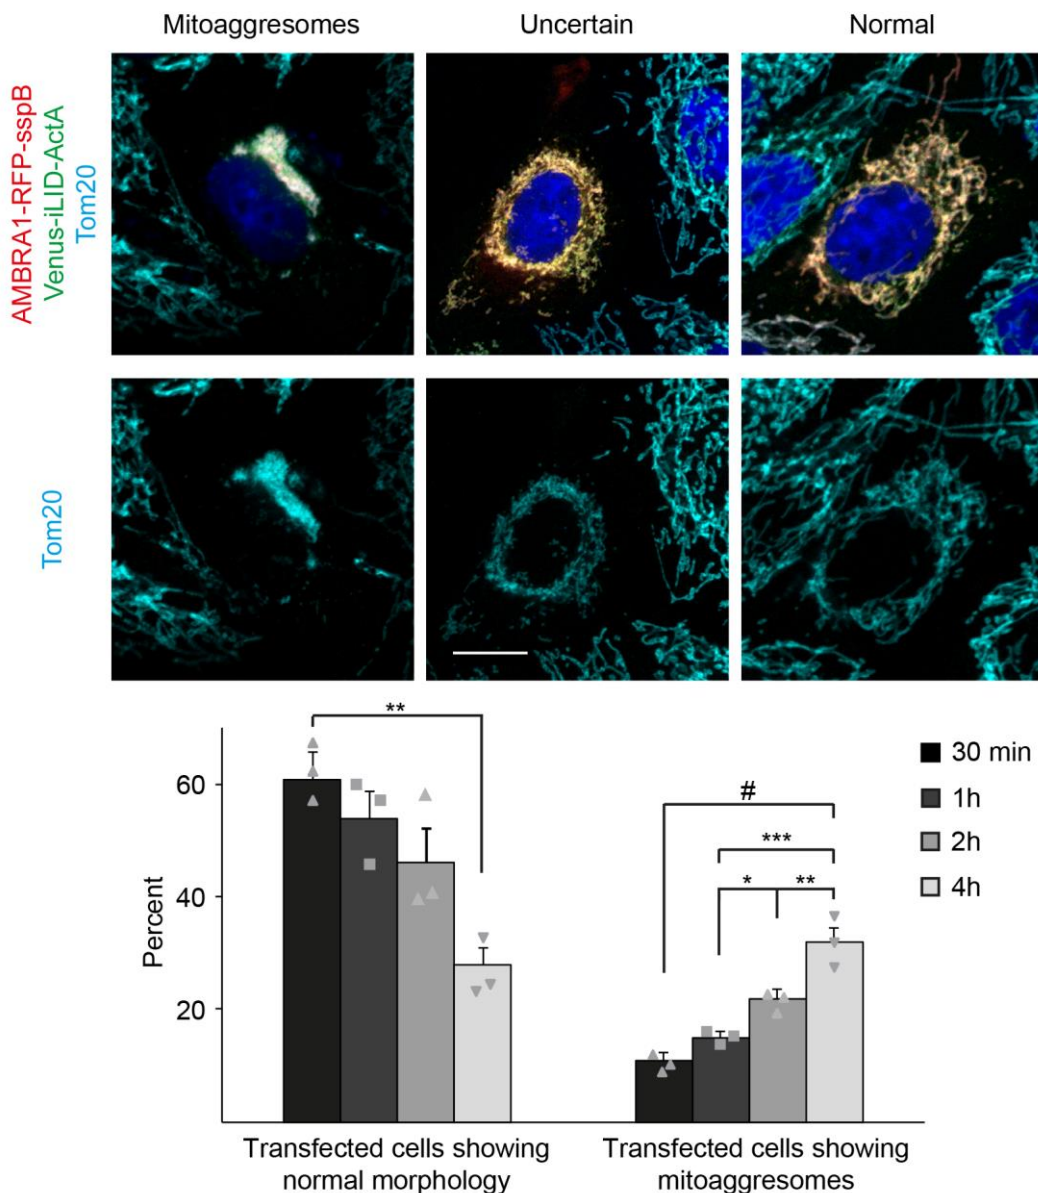 Mitoaggresomes
Uncertain
Normal
AMBRA1-RFP-sspB
Venus-iLID-ActA
Tom20
Tom20
**
#
***
*
**
30 min
1h
2h
4h
Percent
60
40
20
Transfected cells showing
normal morphology
Transfected cells showing
mitoaggresomes